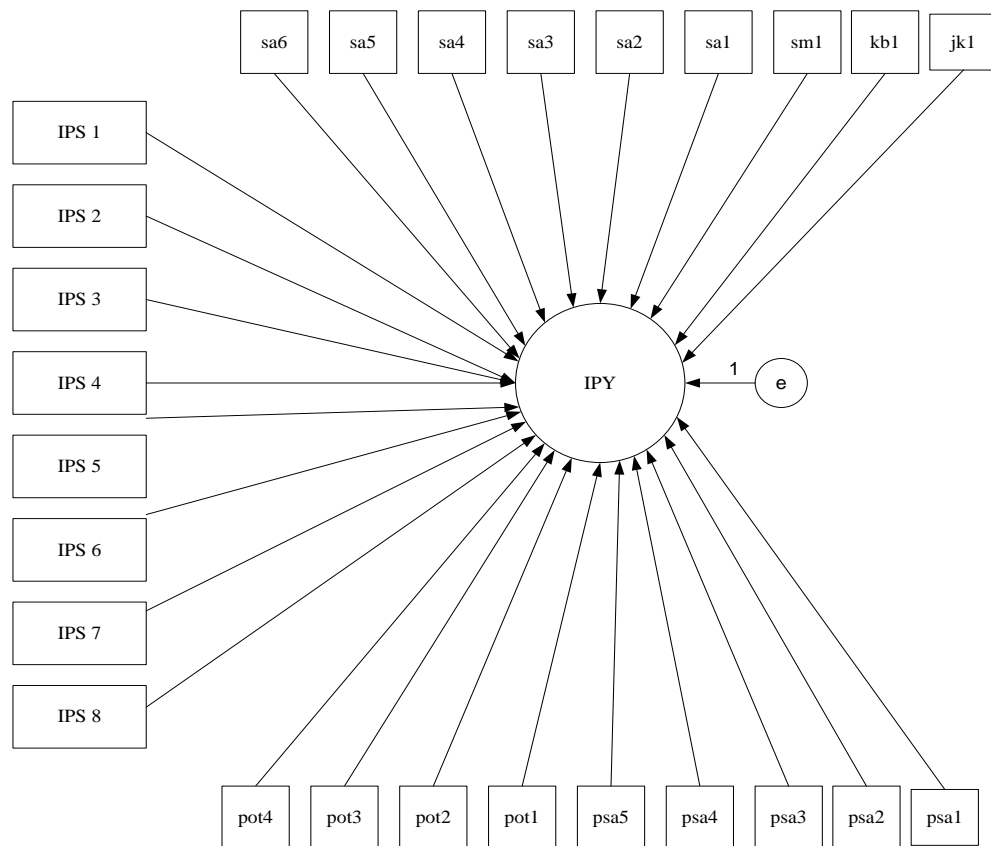 sa6
sa5
sa4
sa3
sa2
sa1
sm1
kb1
jk1
IPS 1
IPS 2
IPS 3
IPS 4
IPS 5
IPS 6
IPS 7
IPS 8
IPY
1
e
pot4
pot3
pot2
pot1
psa5
psa4
psa3
psa2
psa1